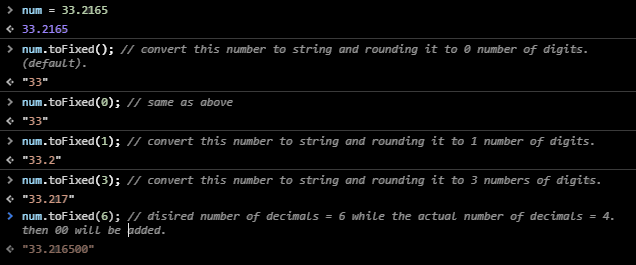 num = 33.2165
33.2165
num.toFixed(); // convert this number to string and rounding it to 0 number of digits.
(default).
"33"
num.toFixed(0); // same as above
"33"
num.toFixed(1); // convert this number to string and rounding it to 1 number of digits.
"33.2"
num.toFixed(3); // convert this number to string and rounding it to 3 numbers of digits.
"33.217"
num.toFixed(6); // disired number of decimals = 6 while the actual number of decimals = 4.
then 00 will be added.
"33.216500"